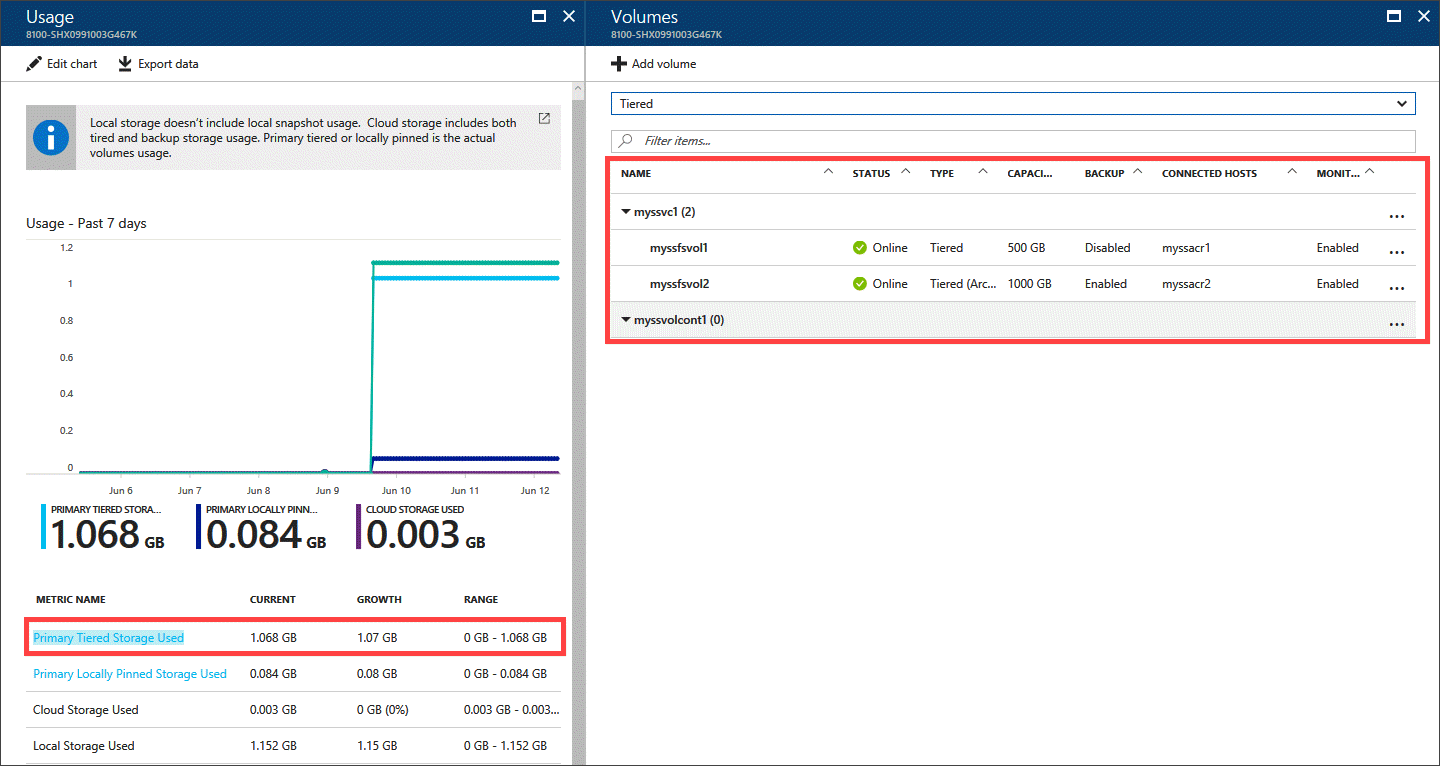 Usage
8100-SHX0991003G467K
Edit chart
Export data
Local storage doesn't include local snapshot usage.  Cloud storage includes both
tired and backup storage usage. Primary tiered or locally pinned is the actual
volumes usage.
Usage - Past 7 days
1.2
1
0.8
0.6
0.4
0.2
0
Jun 6 Jun 7 Jun 8 Jun 9 Jun 10 Jun 11 Jun 12
PRIMARY TIERED STORA...
1.068 GB
PRIMARY LOCALLY PINN...
0.084 GB
CLOUD STORAGE USED
0.003 GB
METRIC NAME CURRENT GROWTH RANGE
Primary Tiered Storage Used 1.068 GB 1.07 GB 0 GB - 1.068 GB
Primary Locally Pinned Storage Used 0.084 GB 0.08 GB 0 GB - 0.084 GB
Cloud Storage Used 0.003 GB 0 GB (0%) 0.003 GB - 0.003...
Local Storage Used 1.152 GB 1.15 GB 0 GB - 1.152 GB
Volumes
8100-SHX0991003G467K
Add volume
Tiered
Filter items...
NAME STATUS TYPE CAPACI... BACKUP CONNECTED HOSTS MONIT...
myssvc1 (2) ...
myssfsvol1 Online Tiered 500 GB Disabled myssacr1 Enabled ...
myssfsvol2 Online Tiered (Arc... 1000 GB Enabled myssacr2 Enabled ...
myssvolcont1 (0) ...